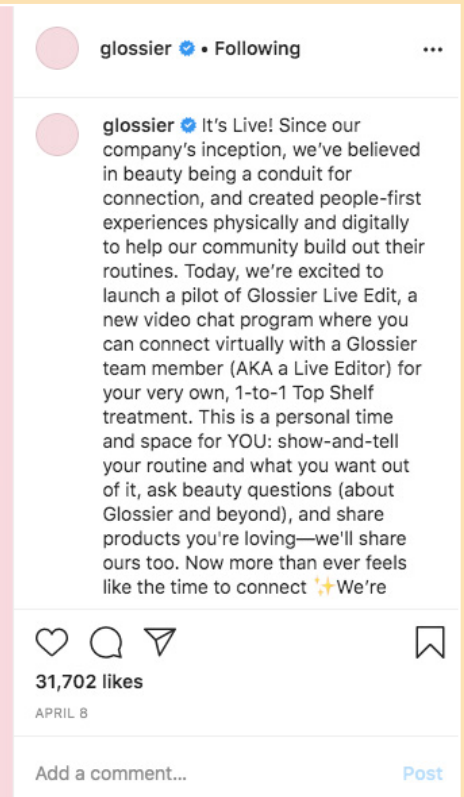 glossier • Following
glossier It's Live! Since our
company's inception, we've believed
in beauty being a conduit for
connection, and created people-first
experiences physically and digitally
to help our community build out their
routines. Today, we're excited to
launch a pilot of Glossier Live Edit, a
new video chat program where you
can connect virtually with a Glossier
team member (AKA a Live Editor) for
your very own, 1-to-1 Top Shelf
treatment. This is a personal time
and space for YOU: show-and-tell
your routine and what you want out
of it, ask beauty questions (about
Glossier and beyond), and share
products you're loving—we'll share
ours too. Now more than ever feels
like the time to connect ✨We're
31,702 likes
APRIL 8
Add a comment... Post